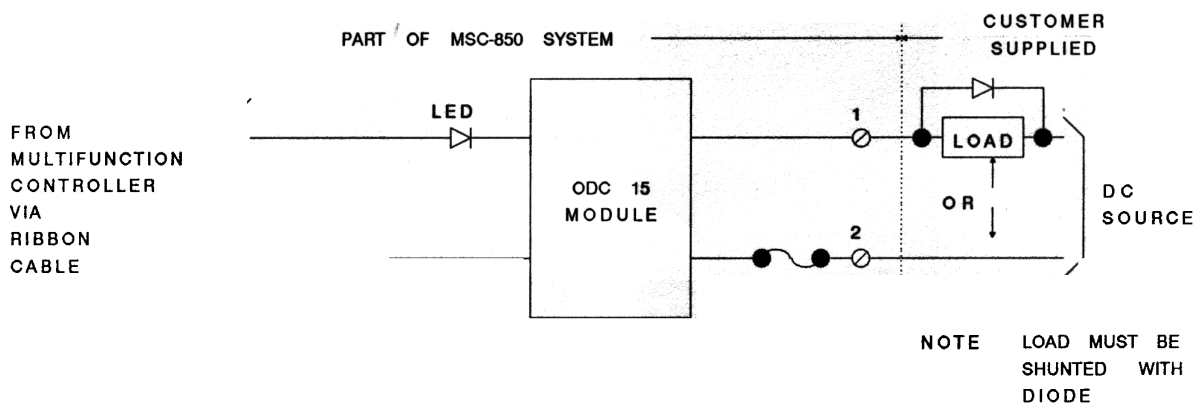 PART OF MSC-850 SYSTEM
CUSTOMER
SUPPLIED
LED
1
FROM
MULTIFUNCTION
CONTROLLER
VIA
RIBBON
CABLE
ODC 15
MODULE
LOAD
OR
DC
SOURCE
2
NOTE LOAD MUST BE
SHUNTED WITH
DIODE